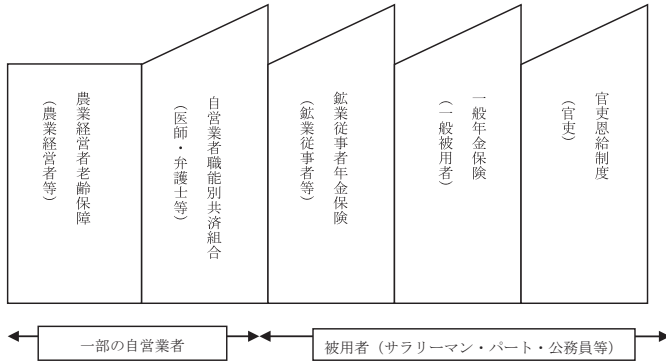 農業経営者老齢保障
(農業経営者等)
自営業者職能別共済組合
(医師・弁護士等)
鉱業従事者年金保険
(鉱業従事者等)
一般年金保険
(一般被用者)
官吏恩給制度
(官吏)
一部の自営業者
被用者(サラリーマン・パート・公務員等)